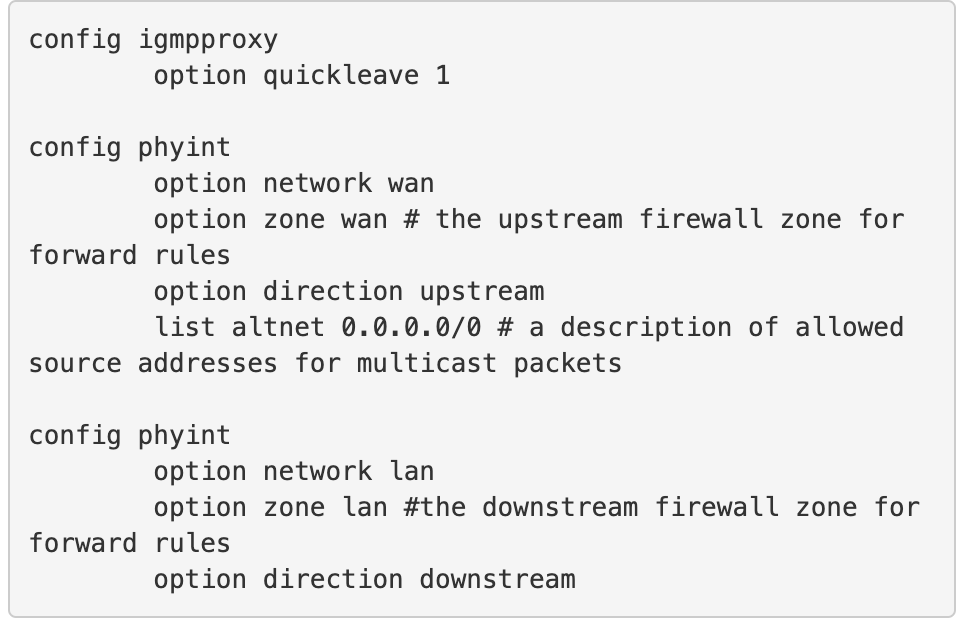 config igmpproxy
        option quickleave 1

config phyint
        option network wan
        option zone wan # the upstream firewall zone for
forward rules
        option direction upstream
        list altnet 0.0.0.0/0 # a description of allowed
source addresses for multicast packets

config phyint
        option network lan
        option zone lan #the downstream firewall zone for
forward rules
        option direction downstream